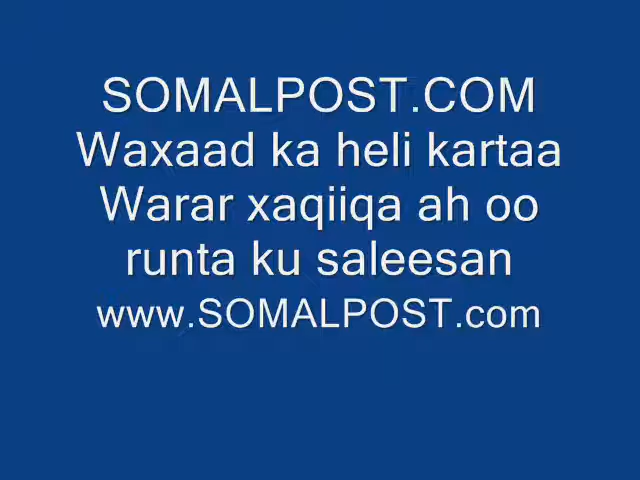 SOMALPOST.COM
Waxaad ka heli kartaa
Warar xaqiiqa ah oo
runta ku saleesan
www.SOMALPOST.com